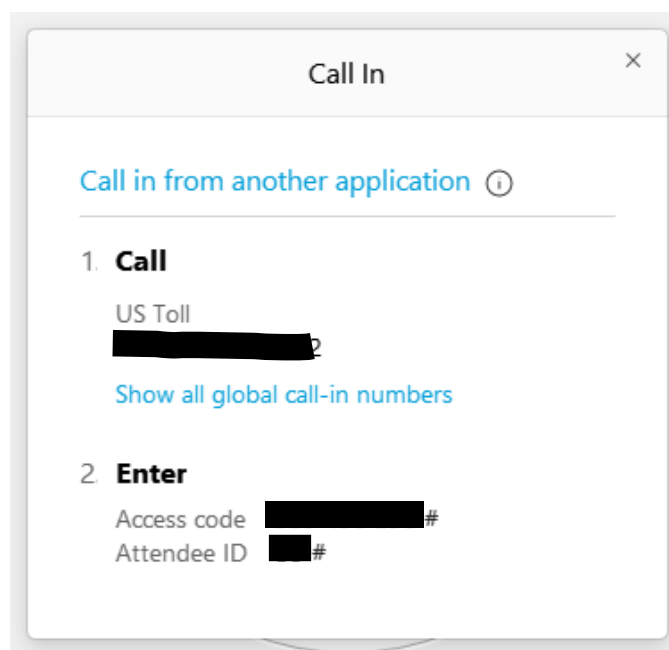 Call In
Call in from another application
1. Call
US Toll
2
Show all global call-in numbers
2. Enter
Access code #
Attendee ID #